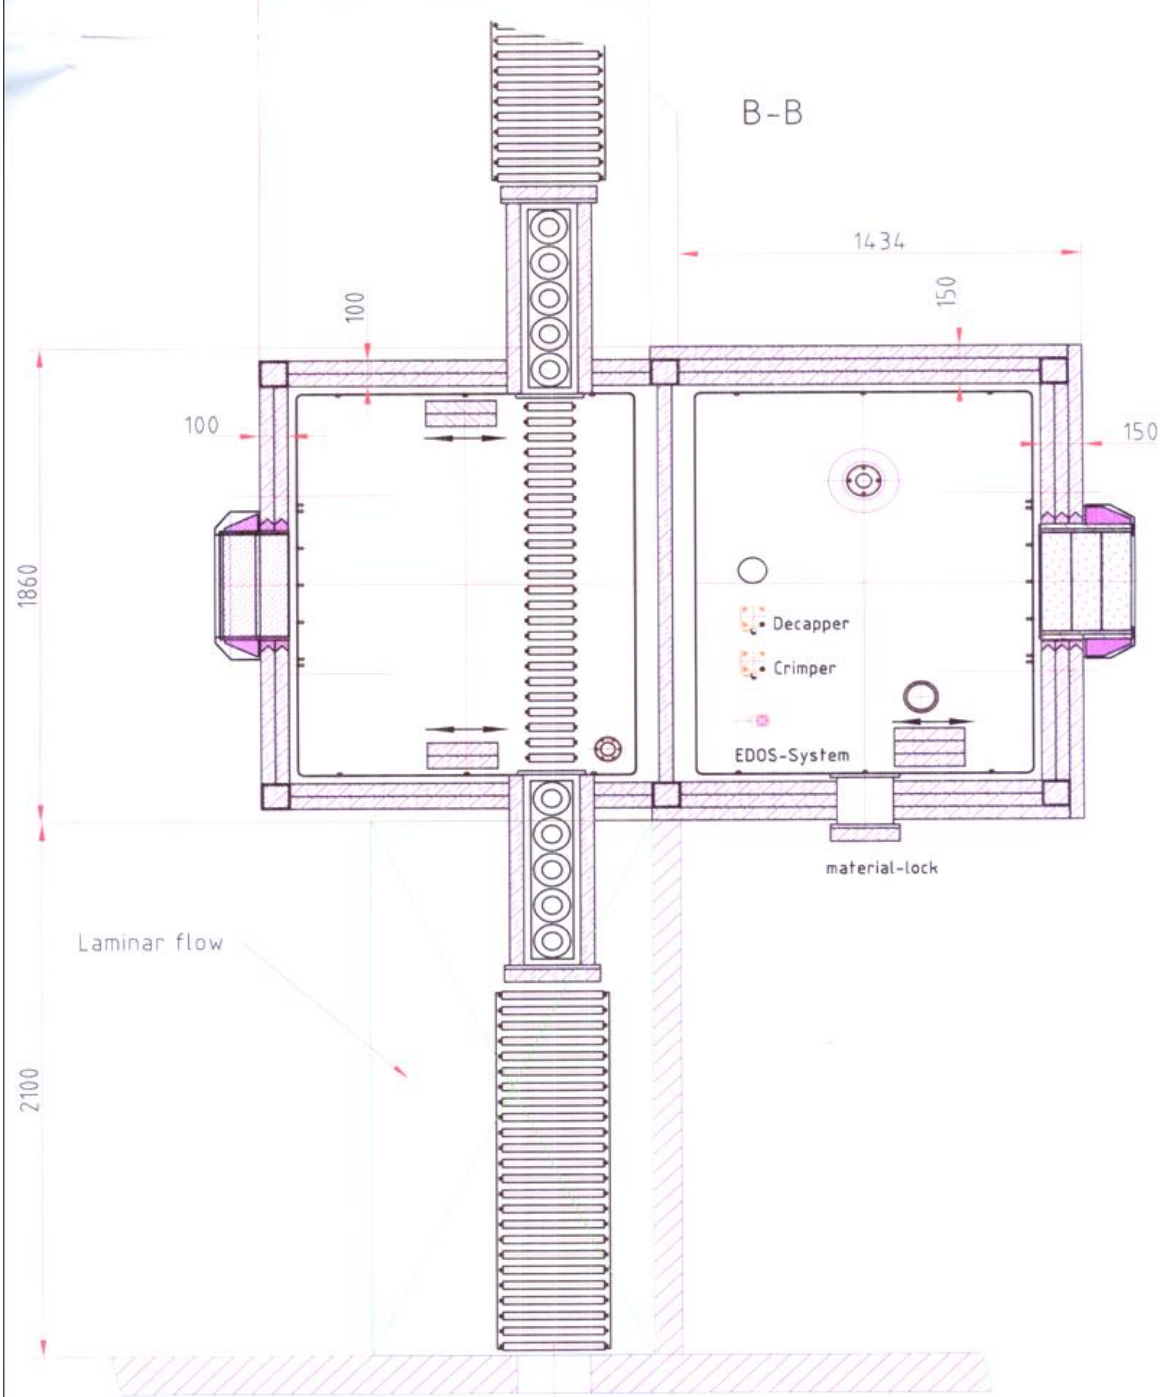 B-B
1434
100
150
100
150
1860
Decapper
Crimper
EDOS-System
material-lock
Laminar flow
2100